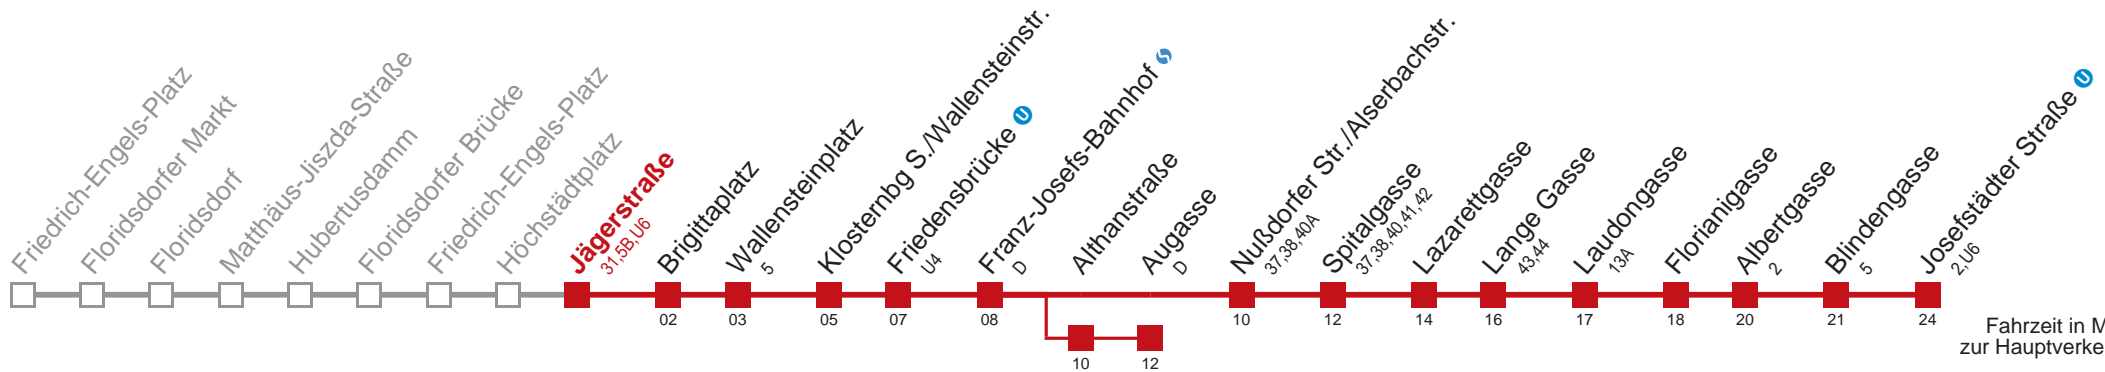 Friedrich-Engels-Platz
Floridsdorfer Markt
Floridsdorf
Matthäus-Jiszda-Straße
Hubertusdamm
Floridsdorfer Brücke
Friedrich-Engels-Platz
Höchstädtplatz
Jägerstraße
31,5B,U6
Brigittaplatz
02
Wallensteinplatz
5
03
Klosternbg S./Wallensteinstr.
05
Friedensbrücke U
U4
07
Franz-Josefs-Bahnhof
D
08
Althanstraße
10
Augasse
D
12
Nußdorfer Str./Alserbachstr.
37,38,40A
10
Spitalgasse
37,38,40,41,42
12
Lazarettgasse
14
Lange Gasse
43,44
16
Laudongasse
13A
17
Florianigasse
18
Albertgasse
2
20
Blindengasse
5
21
Josefstädter Straße U
2,U6
24
Fahrzeit in M
zur Hauptverke